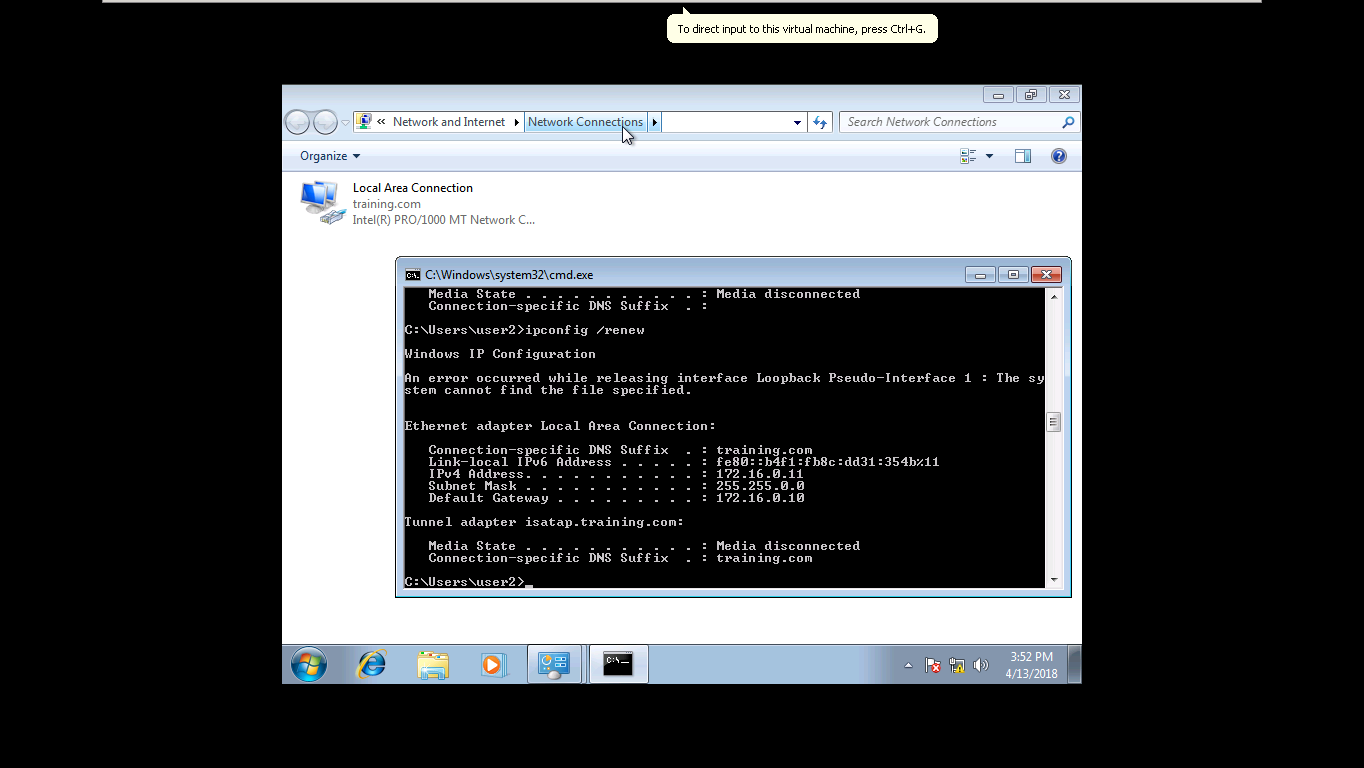 To direct input to this virtual machine, press Ctrl+G.
« Network and Internet Network Connections Search Network Connections
Organize
Local Area Connection
training.com
Intel(R) PRO/1000 MT Network C...
C:\Windows\system32\cmd.exe
Media State . . . . . . . . . . . : Media disconnected
Connection-specific DNS Suffix . :
C:\Users\user2>ipconfig /renew
Windows IP Configuration
An error occurred while releasing interface Loopback Pseudo-Interface 1 : The sy
stem cannot find the file specified.
Ethernet adapter Local Area Connection:
Connection-specific DNS Suffix . : training.com
Link-local IPv6 Address . . . . . : fe80::b4f1:fb8c:dd31:354b%11
IPv4 Address. . . . . . . . . . . : 172.16.0.11
Subnet Mask . . . . . . . . . . . : 255.255.0.0
Default Gateway . . . . . . . . . : 172.16.0.10
Tunnel adapter isatap.training.com:
Media State . . . . . . . . . . . : Media disconnected
Connection-specific DNS Suffix . : training.com
C:\Users\user2>_
3:52 PM
4/13/2018